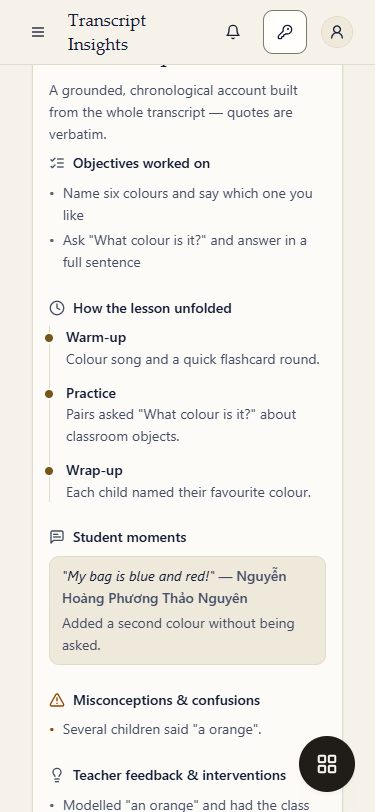 Transcript
Insights
A grounded, chronological account built
from the whole transcript — quotes are
verbatim.
Objectives worked on
• Name six colours and say which one you
like
• Ask "What colour is it?" and answer in a
full sentence
How the lesson unfolded
Warm-up
Colour song and a quick flashcard round.
Practice
Pairs asked "What colour is it?" about
classroom objects.
Wrap-up
Each child named their favourite colour.
Student moments
"My bag is blue and red!" — Nguyễn
Hoàng Phương Thảo Nguyên
Added a second colour without being
asked.
Misconceptions & confusions
• Several children said "a orange".
Teacher feedback & interventions
• Modelled "an orange" and had the class